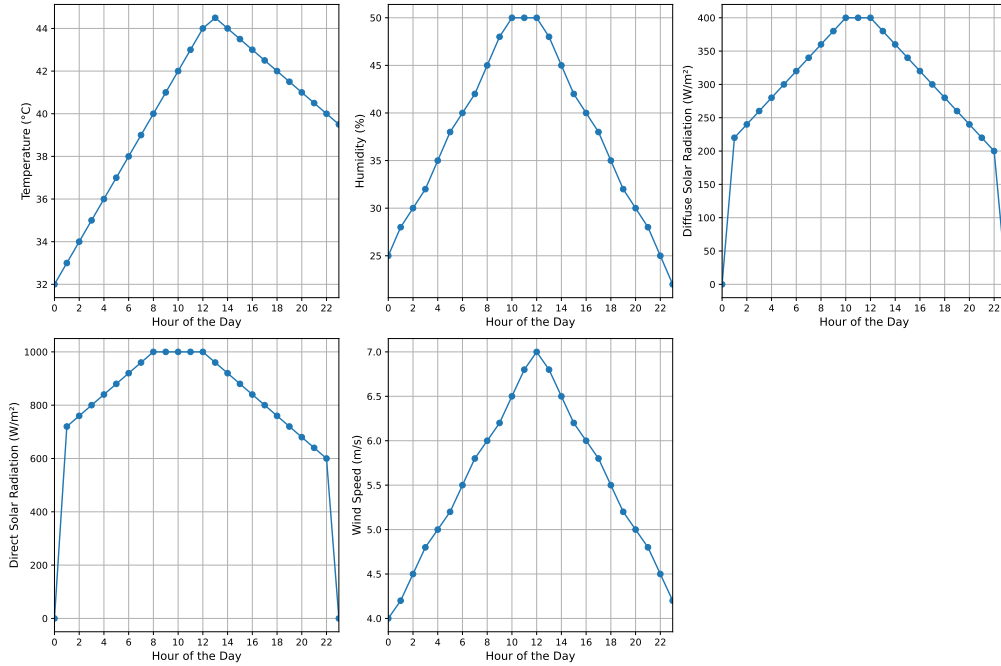 Temperature (°C)
44
42
40
38
36
34
32
0 2 4 6 8 10 12 14 16 18 20 22
Hour of the Day
Humidity (%)
50
45
40
35
30
25
0 2 4 6 8 10 12 14 16 18 20 22
Hour of the Day
Diffuse Solar Radiation (W/m²)
400
350
300
250
200
150
100
50
0
0 2 4 6 8 10 12 14 16 18 20 22
Hour of the Day
Direct Solar Radiation (W/m²)
1000
800
600
400
200
0
0 2 4 6 8 10 12 14 16 18 20 22
Hour of the Day
Wind Speed (m/s)
7.0
6.5
6.0
5.5
5.0
4.5
4.0
0 2 4 6 8 10 12 14 16 18 20 22
Hour of the Day